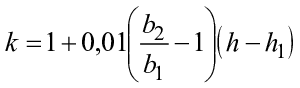 k = 1 + 0,01(b₂/b₁ − 1)(h − h₁)